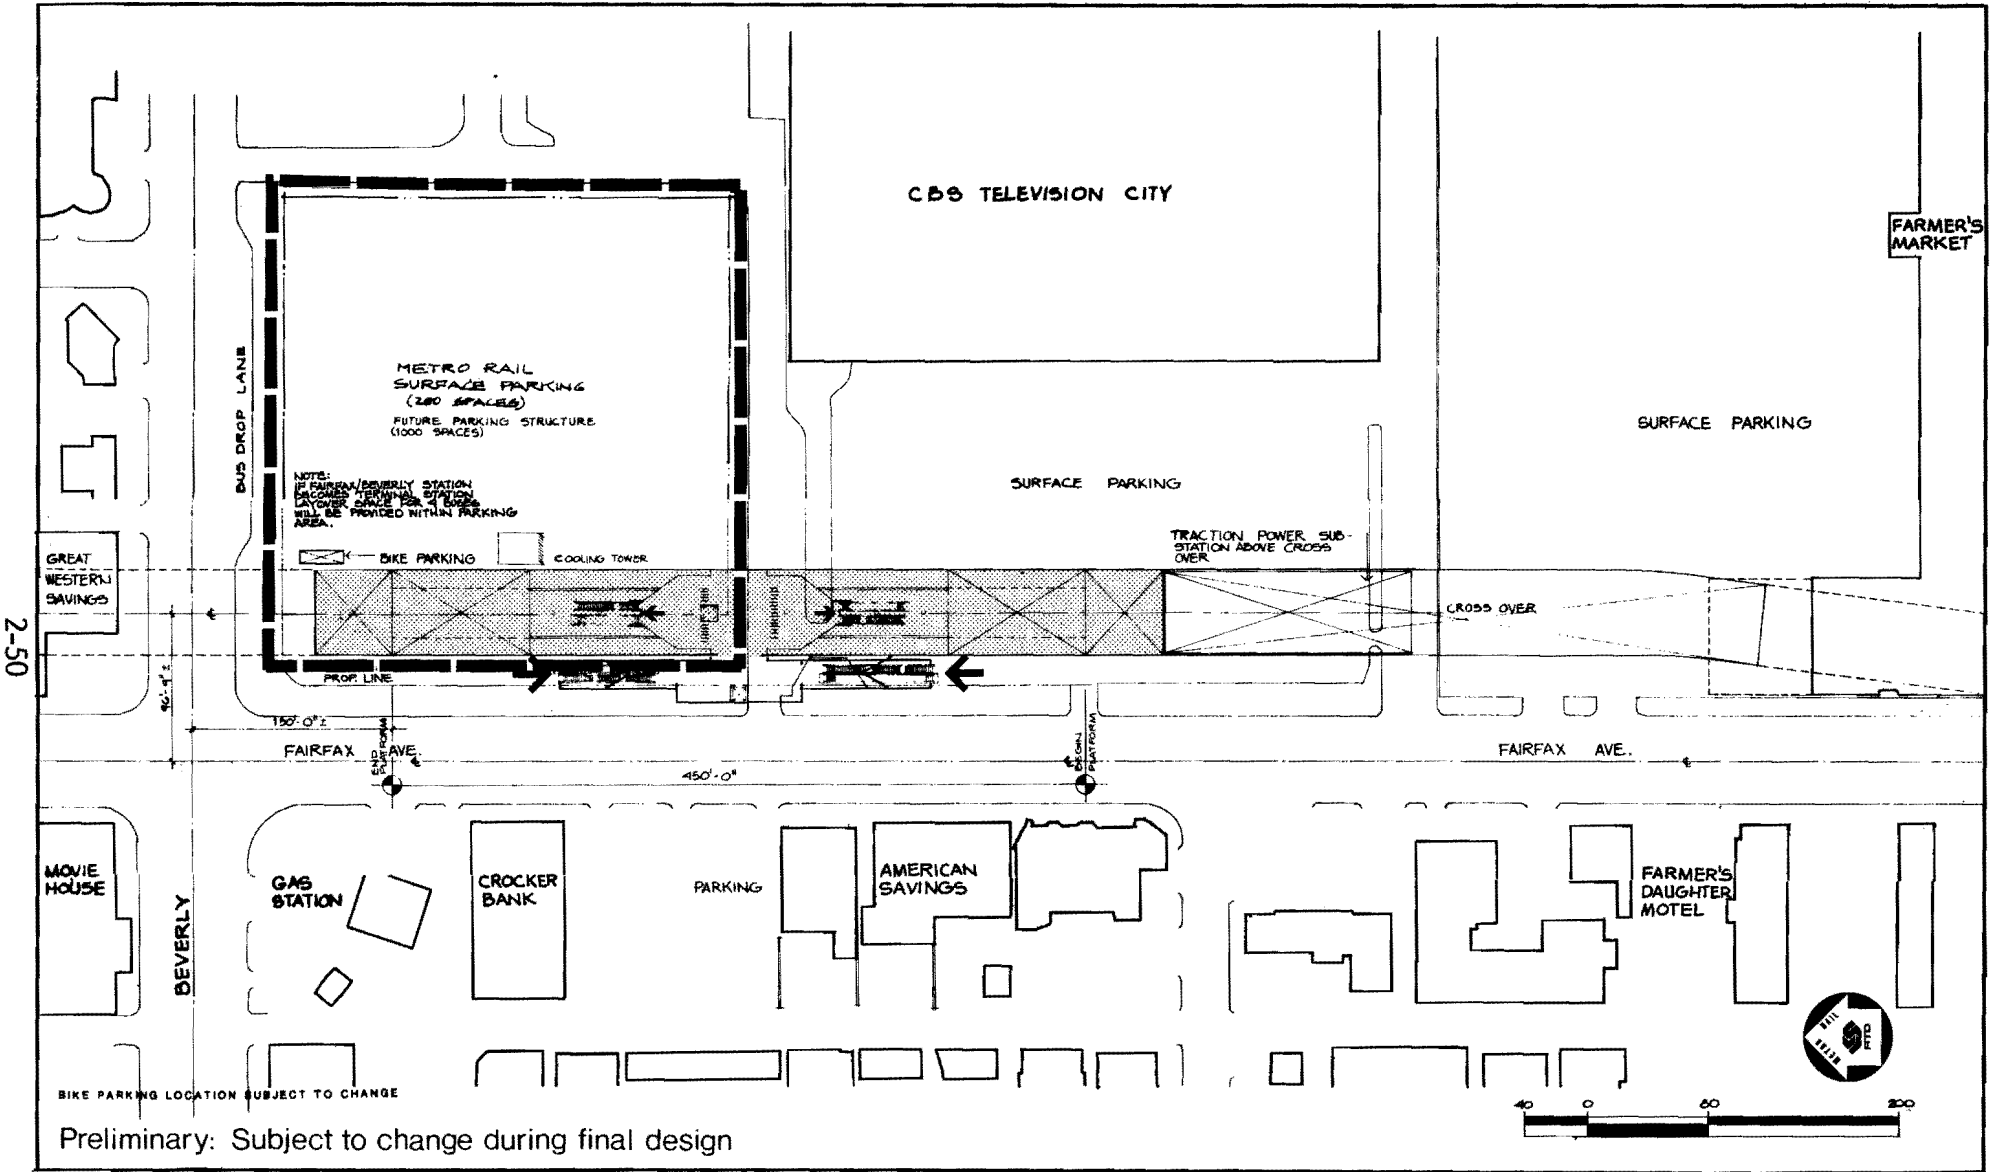 CBS TELEVISION CITY
FARMER'S
MARKET
METRO RAIL
SURFACE PARKING
(200 SPACES)
FUTURE PARKING STRUCTURE
(1000 SPACES)
BUS DROP LANE
SURFACE PARKING
SURFACE PARKING
NOTE:
IF FAIRFAX/BEVERLY STATION
BECOMES TERMINAL STATION
LAYOVER SPACE FOR 4 BUSES
WILL BE PROVIDED WITHIN PARKING
AREA.
BIKE PARKING
COOLING TOWER
TRACTION POWER SUB-
STATION ABOVE CROSS
OVER
GREAT
WESTERN
SAVINGS
CROSS OVER
2-50
PROP. LINE
150'-0"±
END
PLATFORM
BEGIN
PLATFORM
FAIRFAX AVE.
FAIRFAX AVE.
450'-0"
MOVIE
HOUSE
BEVERLY
GAS
STATION
CROCKER
BANK
PARKING
AMERICAN
SAVINGS
FARMER'S
DAUGHTER
MOTEL
METRO
RAIL
RTD
40 0 80 200
BIKE PARKING LOCATION SUBJECT TO CHANGE
Preliminary: Subject to change during final design